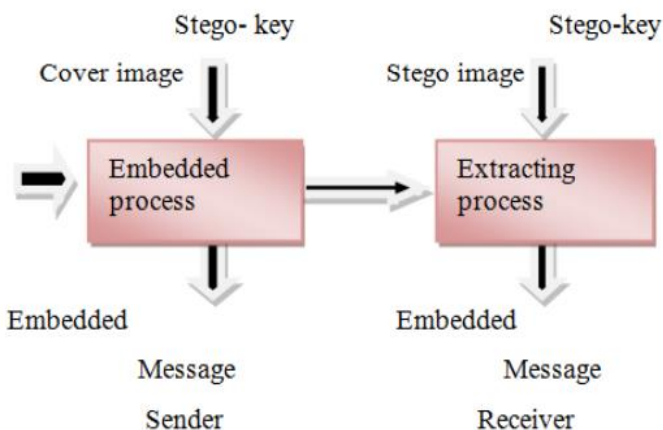 Stego- key
Stego-key
Cover image
Stego image
Embedded
process
Extracting
process
Embedded
Embedded
Message
Message
Sender
Receiver